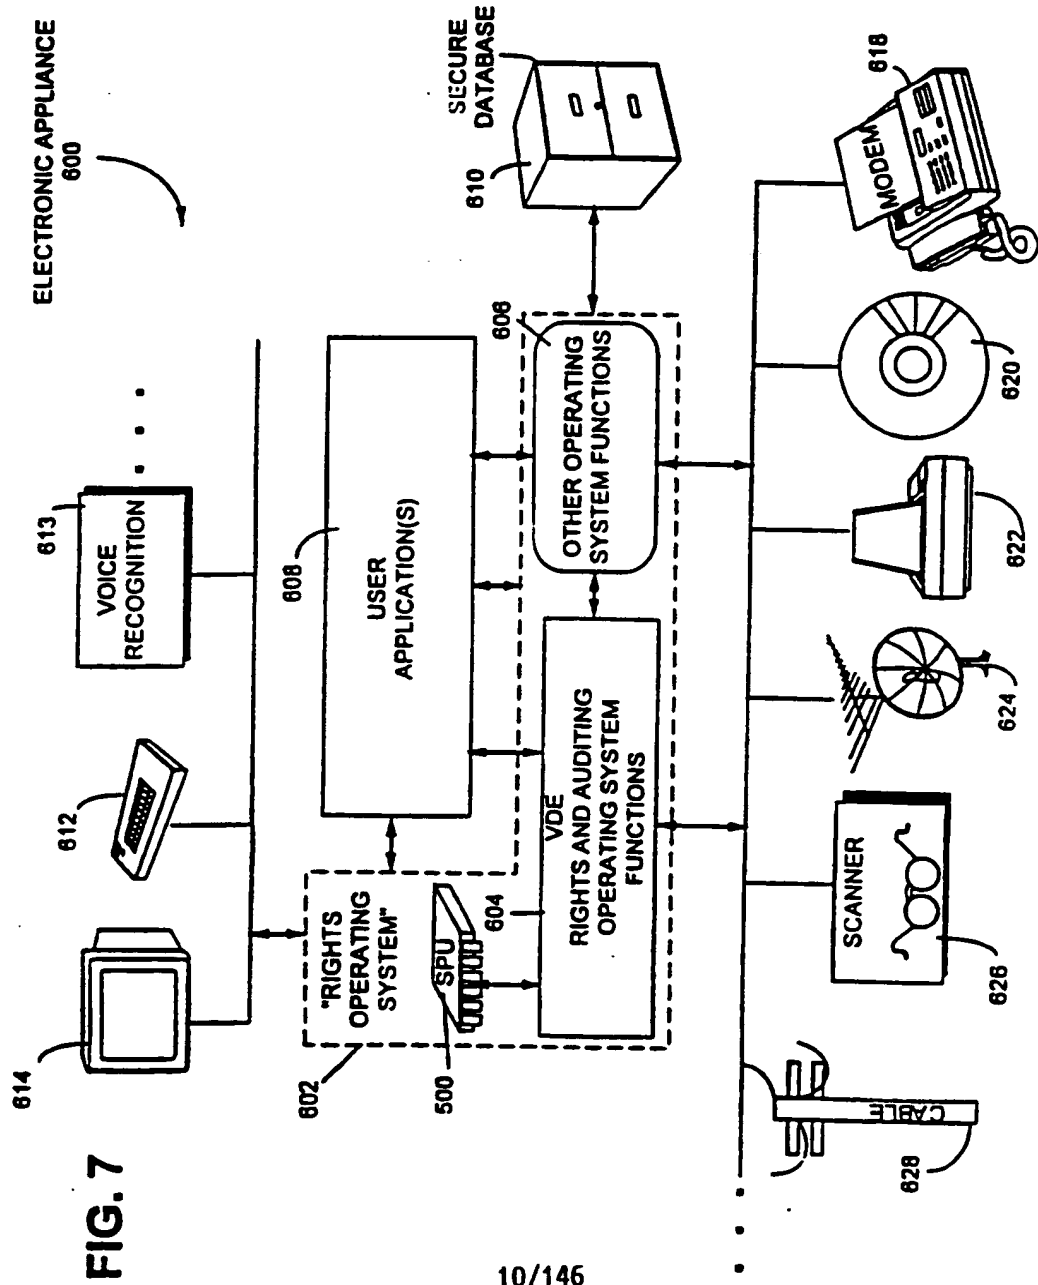 FIG. 7
ELECTRONIC APPLIANCE
600
614
612
613
VOICE
RECOGNITION
602
"RIGHTS
OPERATING
SYSTEM"
608
USER
APPLICATION(S)
500
SPU
604
VDE
RIGHTS AND AUDITING
OPERATING SYSTEM
FUNCTIONS
606
OTHER OPERATING
SYSTEM FUNCTIONS
610
SECURE
DATABASE
628
CABLE
SCANNER
626
624
622
620
MODEM
618
10/146